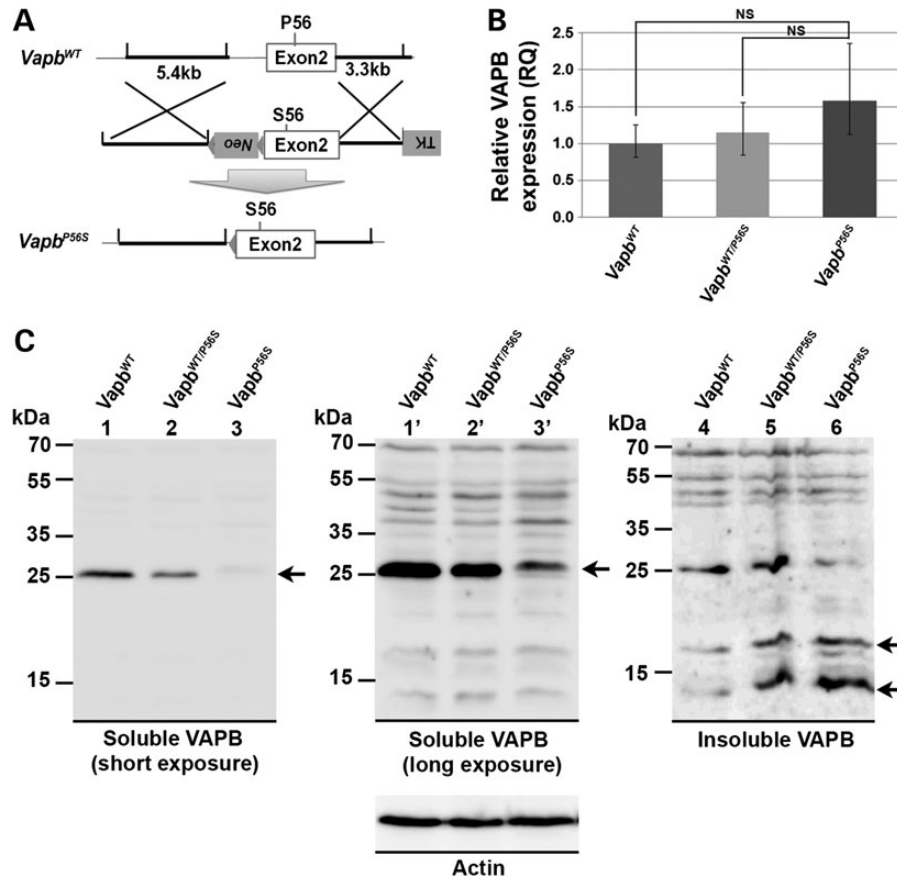 A
P56
Vapb^WT
Exon2
5.4kb
3.3kb
S56
Neo
Exon2
TK
S56
Vapb^P56S
Exon2
B
NS
NS
Relative VAPB
expression (RQ)
2.5
2.0
1.5
1.0
0.5
0.0
Vapb^WT
Vapb^WT/P56S
Vapb^P56S
C
Vapb^WT
Vapb^WT/P56S
Vapb^P56S
kDa
1 2 3
70
55
35
25
15
Soluble VAPB
(short exposure)
Vapb^WT
Vapb^WT/P56S
Vapb^P56S
kDa
1' 2' 3'
70
55
35
25
15
Soluble VAPB
(long exposure)
Actin
Vapb^WT
Vapb^WT/P56S
Vapb^P56S
kDa
4 5 6
70
55
35
25
15
Insoluble VAPB